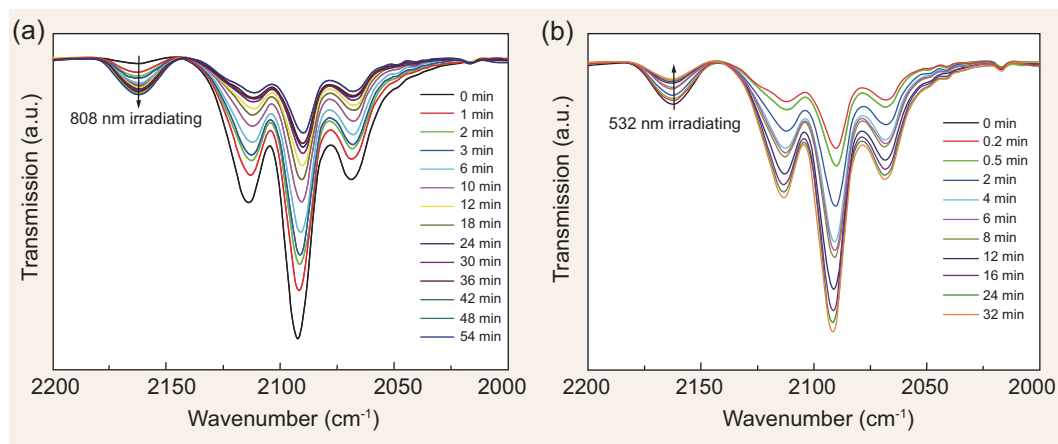 (a)
Transmission (a.u.)
808 nm irradiating
0 min
1 min
2 min
3 min
6 min
10 min
12 min
18 min
24 min
30 min
36 min
42 min
48 min
54 min
2200
2150
2100
2050
2000
Wavenumber (cm⁻¹)
(b)
Transmission (a.u.)
532 nm irradiating
0 min
0.2 min
0.5 min
2 min
4 min
6 min
8 min
12 min
16 min
24 min
32 min
2200
2150
2100
2050
2000
Wavenumber (cm⁻¹)